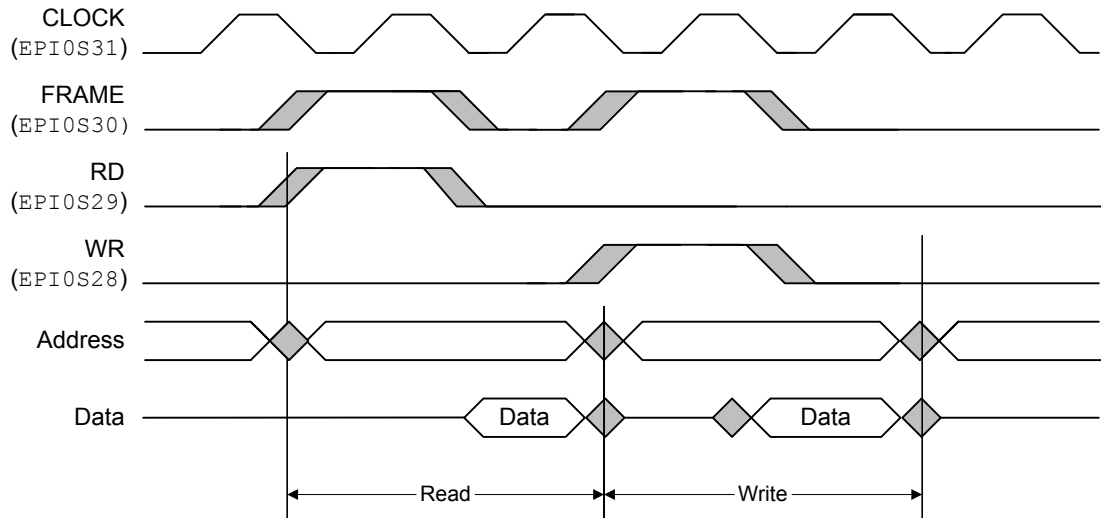 CLOCK
(EPI0S31)
FRAME
(EPI0S30)
RD
(EPI0S29)
WR
(EPI0S28)
Address
Data
Data
Data
Read
Write